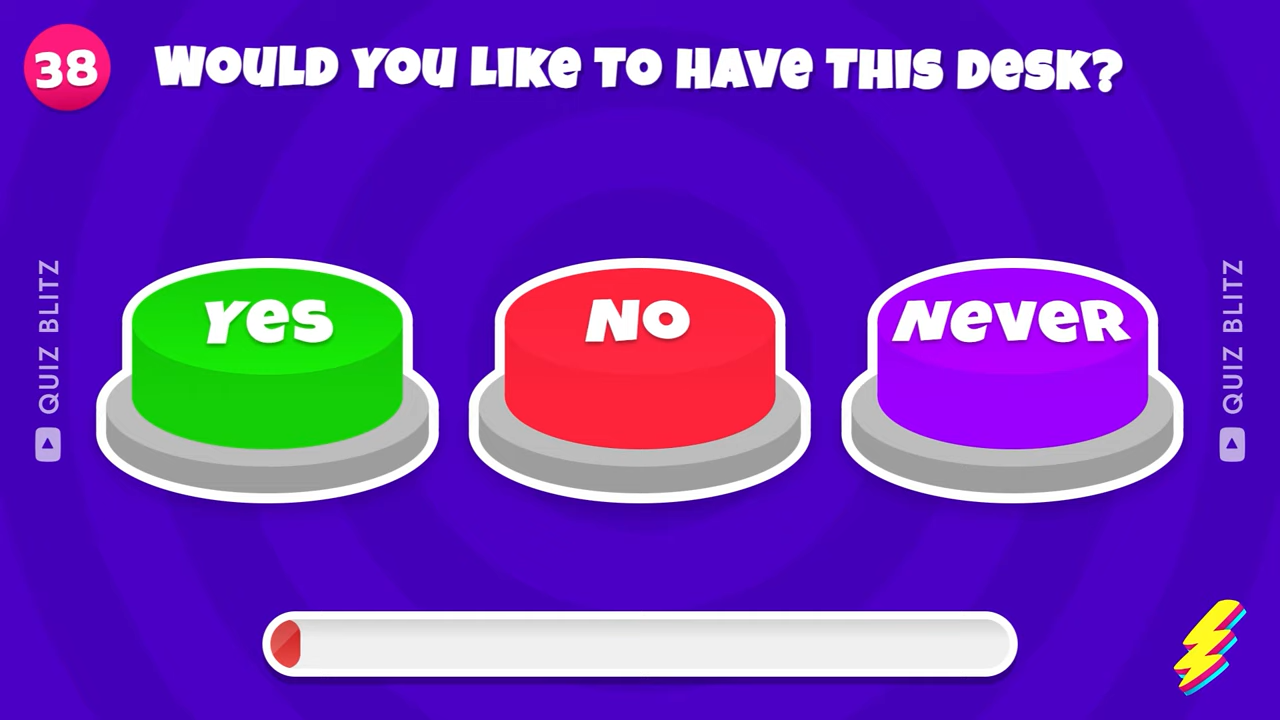 38
WOULD YOU LIKE TO HAVE THIS DESK?
YES
NO
NEVER
QUIZ BLITZ
QUIZ BLITZ